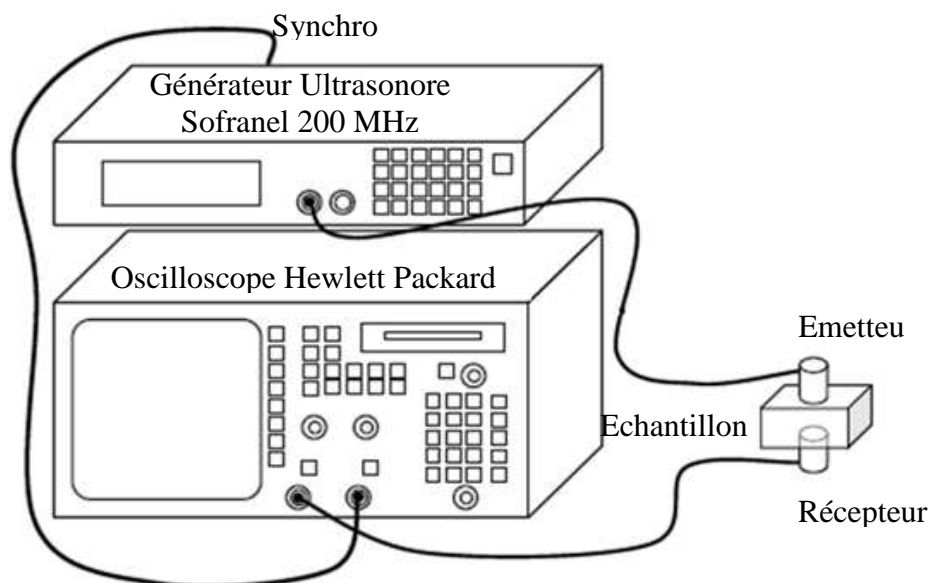 Synchro
Générateur Ultrasonore
Sofranel 200 MHz
Oscilloscope Hewlett Packard
Emetteu
Echantillon
Récepteur